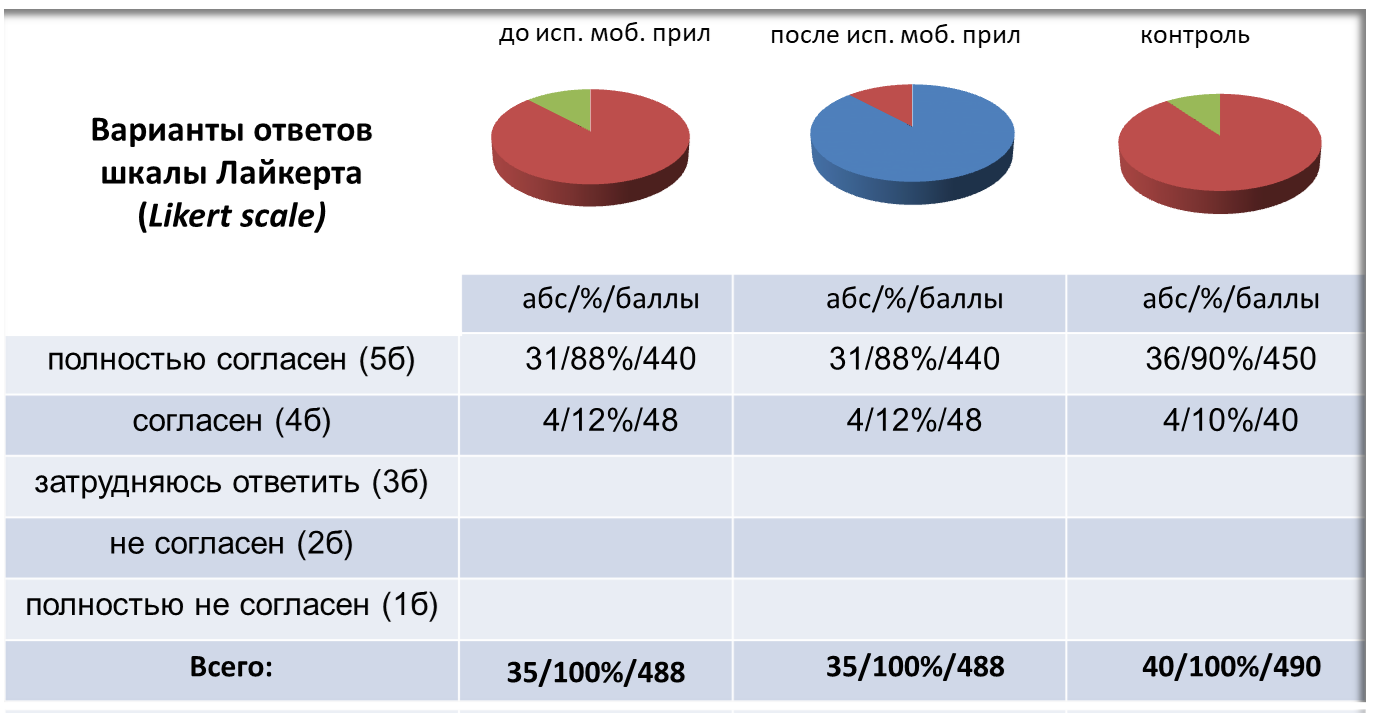 до исп. моб. прил
после исп. моб. прил
контроль
Варианты ответов
шкалы Лайкерта
(Likert scale)
абс/%/баллы
абс/%/баллы
абс/%/баллы
полностью согласен (5б)
31/88%/440
31/88%/440
36/90%/450
согласен (4б)
4/12%/48
4/12%/48
4/10%/40
затрудняюсь ответить (3б)
не согласен (2б)
полностью не согласен (1б)
Всего:
35/100%/488
35/100%/488
40/100%/490